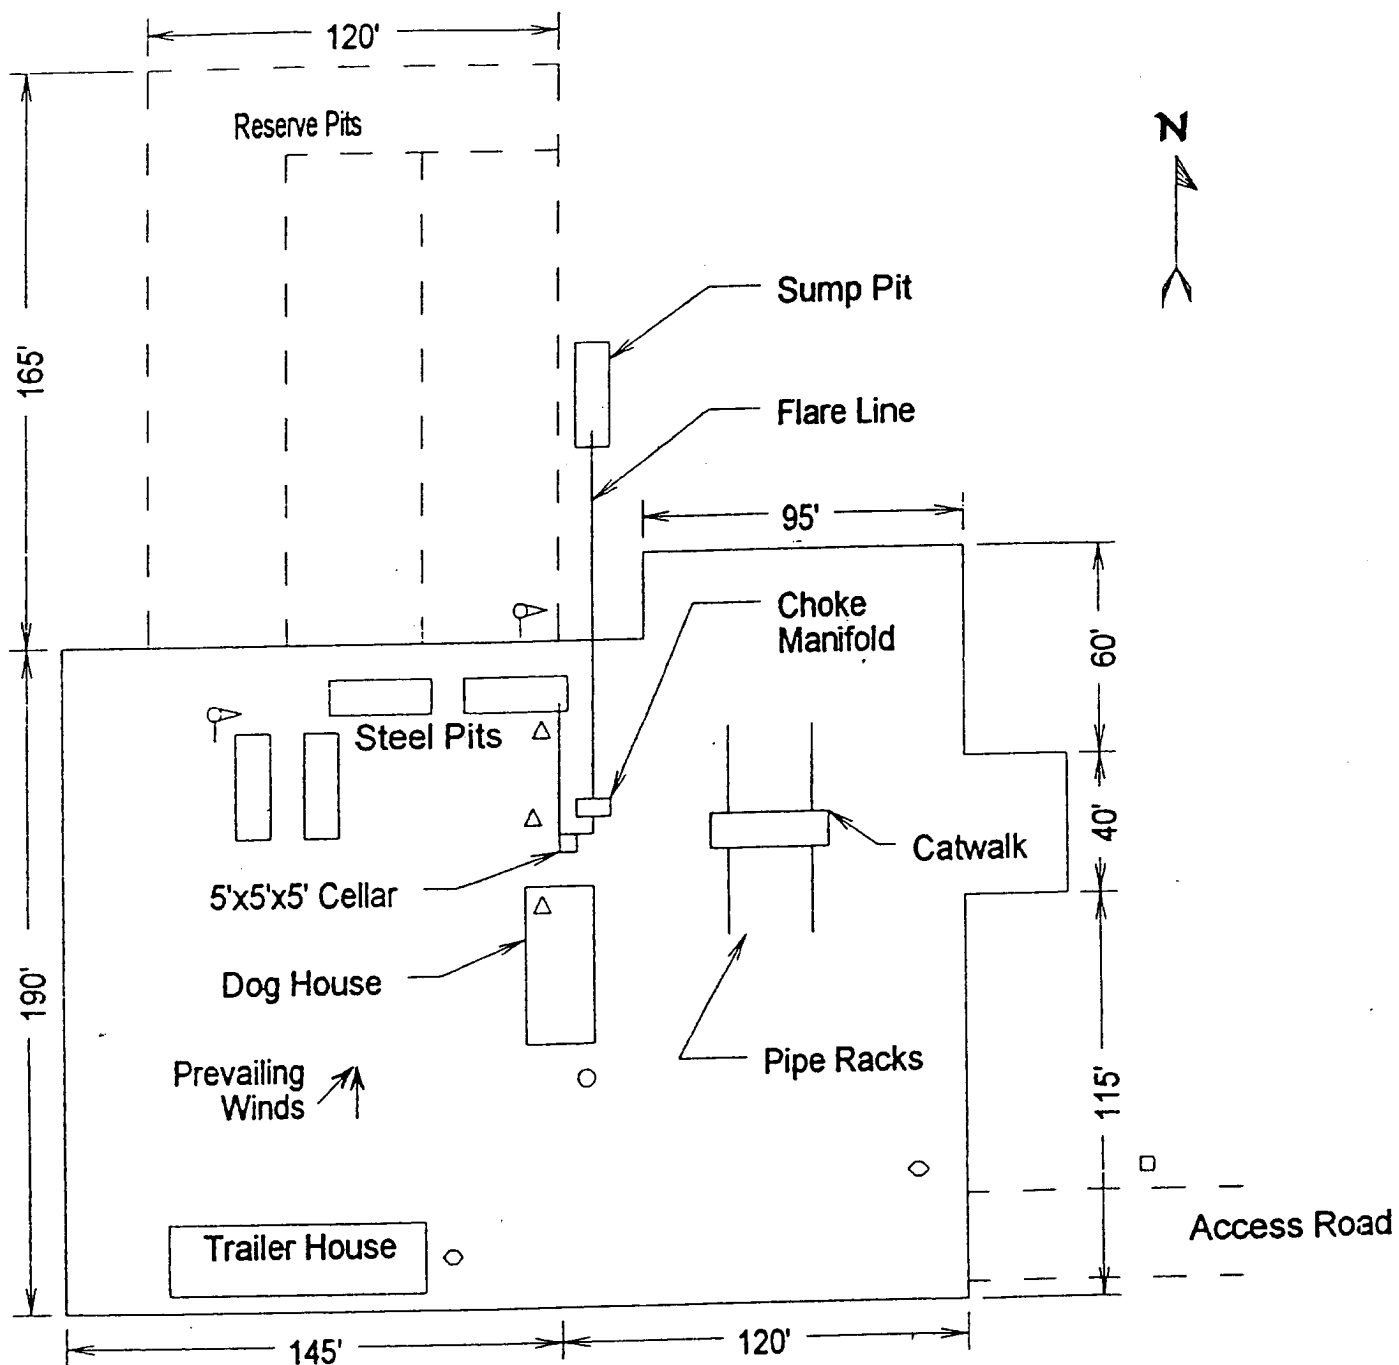 120'
Reserve Pits
N
Sump Pit
165'
Flare Line
95'
Choke
Manifold
60'
Steel Pits
40'
Catwalk
5'x5'x5' Cellar
Dog House
190'
Pipe Racks
Prevailing
Winds
115'
Access Road
Trailer House
145'
120'